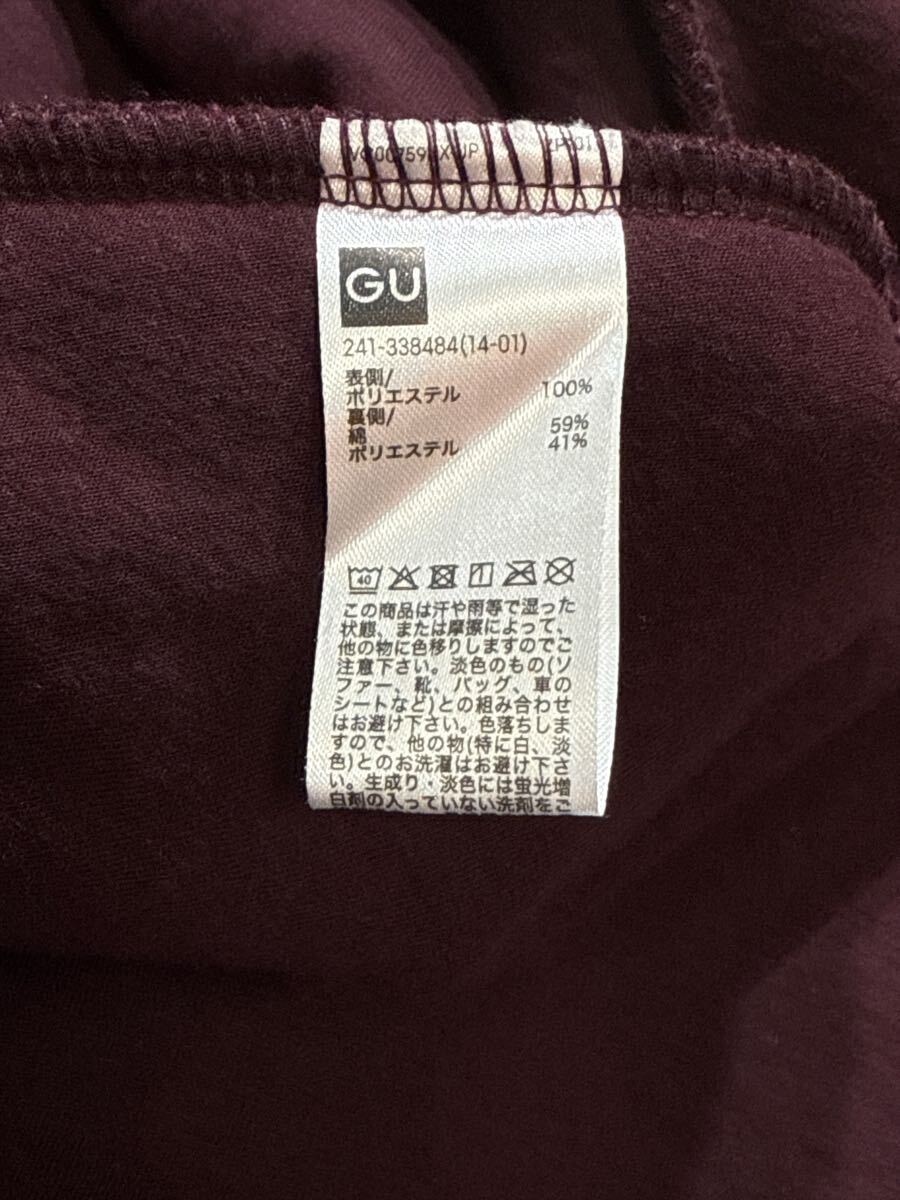 GU
241-338484(14-01)
表側/
ポリエステル 100%
裏側/
綿 59%
ポリエステル 41%
40
この商品は汗や雨等で湿った
状態、または摩擦によって、
他の物に色移りしますのでご
注意下さい。淡色のもの(ソ
ファー、靴、バッグ、車の
シートなど)との組み合わせ
はお避け下さい。色落ちしま
すので、他の物(特に白、淡
色)とのお洗濯はお避け下さ
い。生成り・淡色には蛍光増
白剤の入っていない洗剤をご